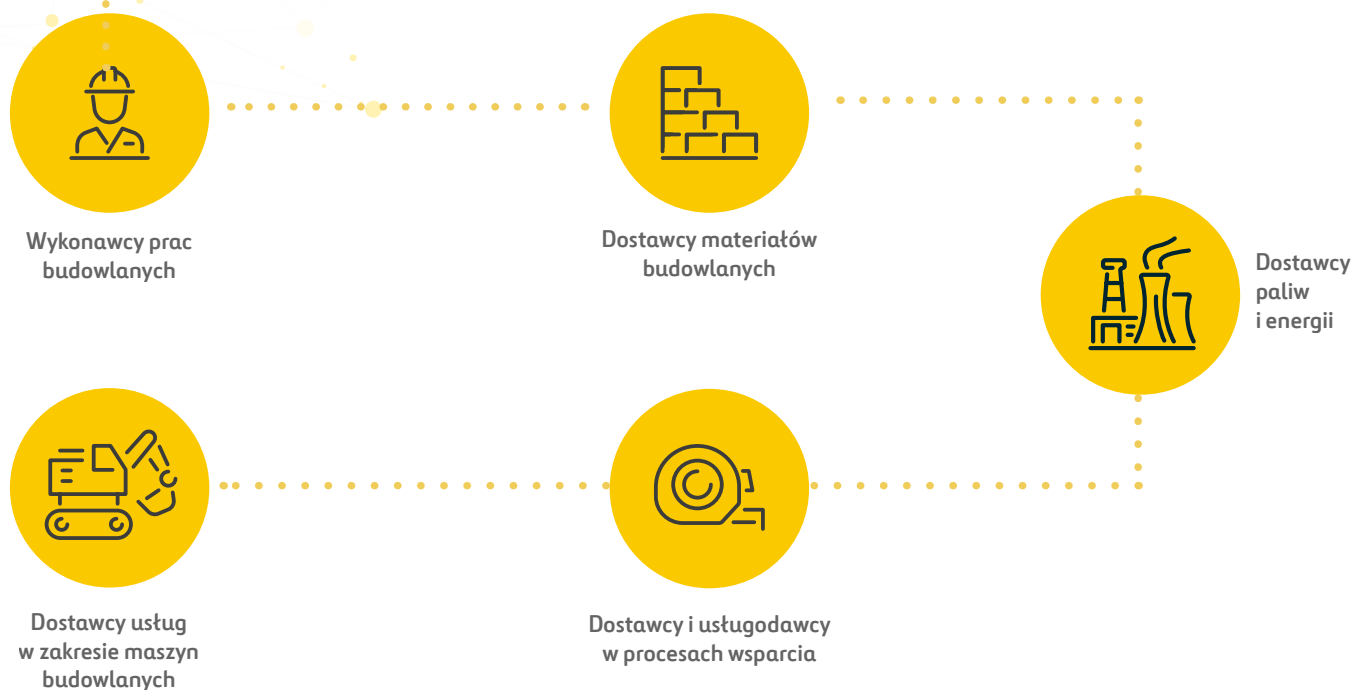 Wykonawcy prac
budowlanych
Dostawcy materiałów
budowlanych
Dostawcy
paliw
i energii
Dostawcy usług
w zakresie maszyn
budowlanych
Dostawcy i usługodawcy
w procesach wsparcia